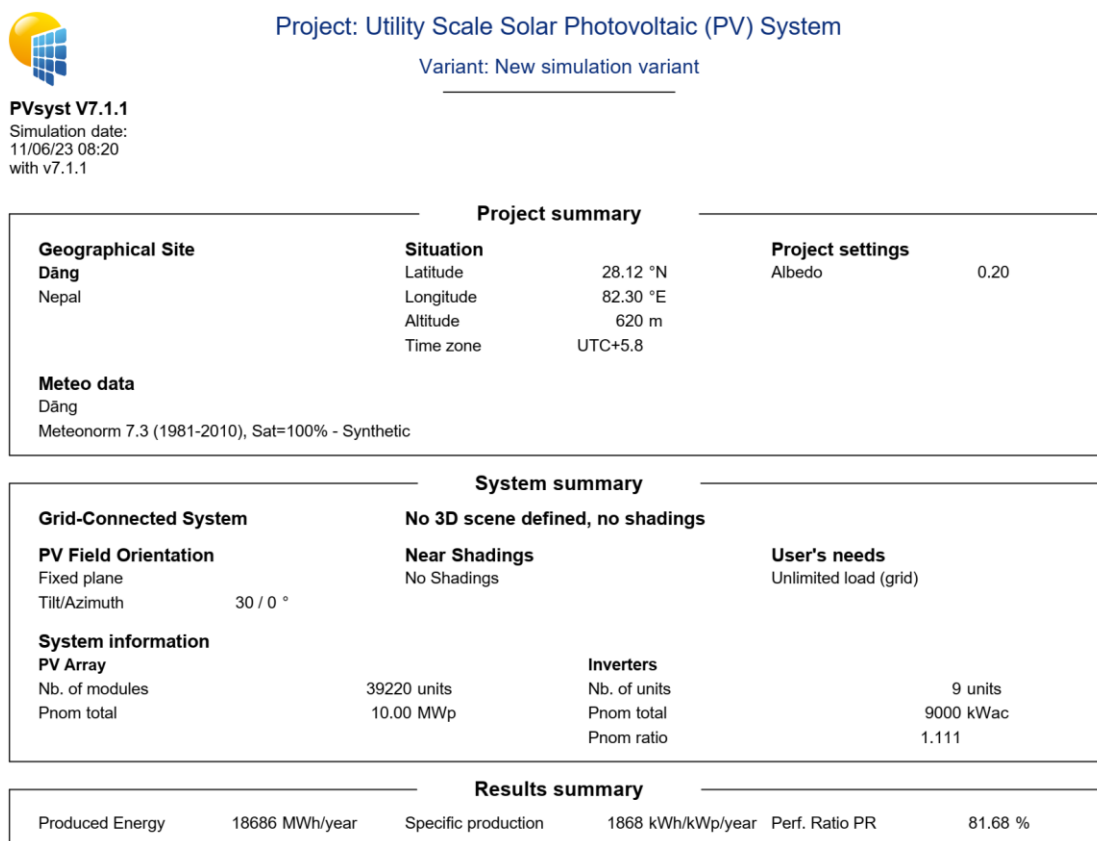 Project: Utility Scale Solar Photovoltaic (PV) System
Variant: New simulation variant
PVsyst V7.1.1
Simulation date:
11/06/23 08:20
with v7.1.1
Project summary
Geographical Site Situation Project settings
Dāng Latitude 28.12 °N Albedo 0.20
Nepal Longitude 82.30 °E
Altitude 620 m
Time zone UTC+5.8
Meteo data
Dāng
Meteonorm 7.3 (1981-2010), Sat=100% - Synthetic
System summary
Grid-Connected System No 3D scene defined, no shadings
PV Field Orientation Near Shadings User's needs
Fixed plane No Shadings Unlimited load (grid)
Tilt/Azimuth 30 / 0 °
System information
PV Array Inverters
Nb. of modules 39220 units Nb. of units 9 units
Pnom total 10.00 MWp Pnom total 9000 kWac
Pnom ratio 1.111
Results summary
Produced Energy 18686 MWh/year Specific production 1868 kWh/kWp/year Perf. Ratio PR 81.68 %